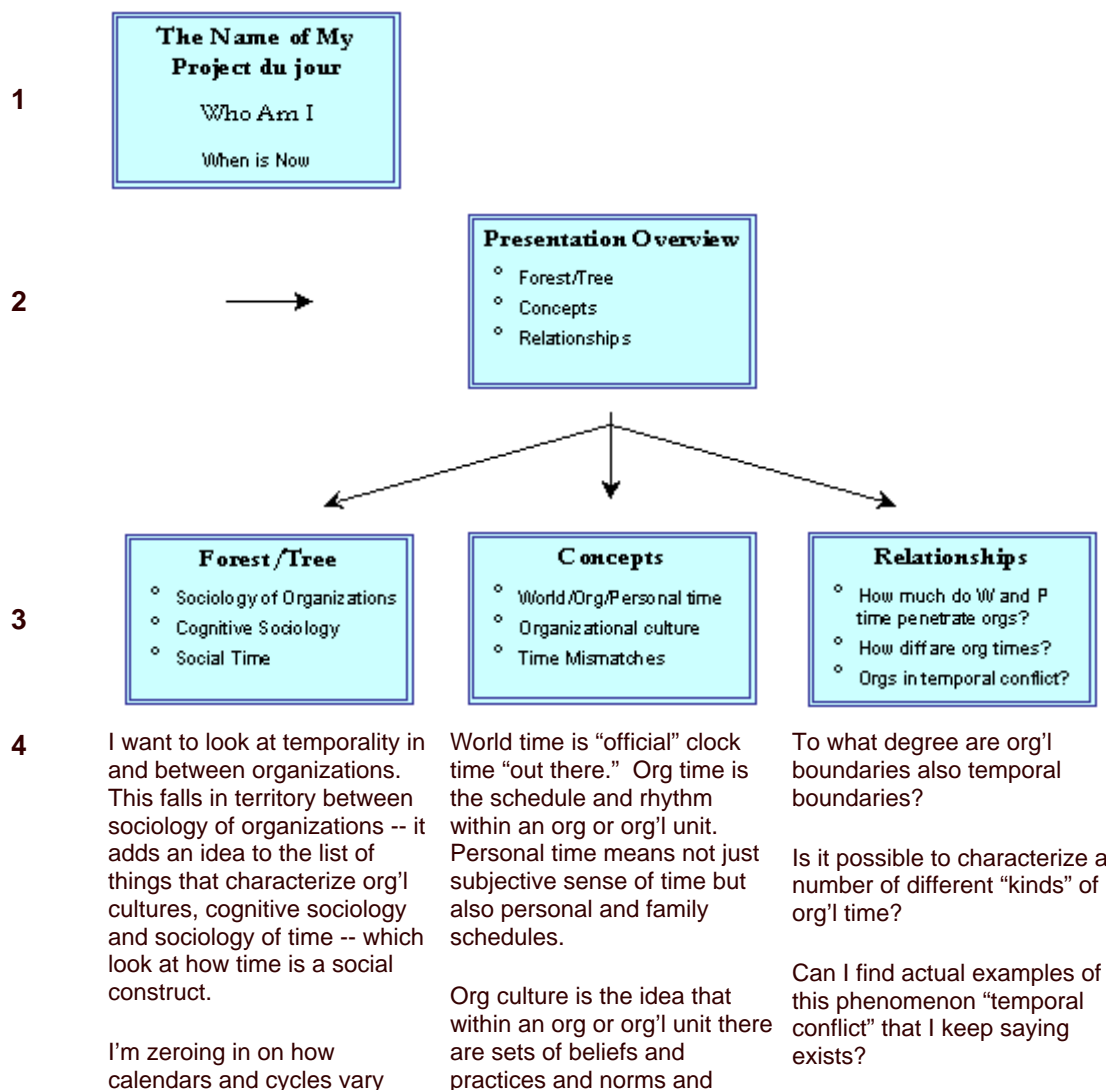 1
The Name of My
Project du jour
Who Am I
When is Now
2
Presentation Overview
° Forest/Tree
° Concepts
° Relationships
3
Forest/Tree
° Sociology of Organizations
° Cognitive Sociology
° Social Time
Concepts
° World/Org/Personal time
° Organizational culture
° Time Mismatches
Relationships
° How much do W and P
time penetrate orgs?
° How diff are org times?
° Orgs in temporal conflict?
4
I want to look at temporality in
and between organizations.
This falls in territory between
sociology of organizations -- it
adds an idea to the list of
things that characterize org'l
cultures, cognitive sociology
and sociology of time -- which
look at how time is a social
construct.
I'm zeroing in on how
calendars and cycles vary
World time is “official” clock
time “out there.” Org time is
the schedule and rhythm
within an org or org'l unit.
Personal time means not just
subjective sense of time but
also personal and family
schedules.
Org culture is the idea that
within an org or org'l unit there
are sets of beliefs and
practices and norms and
To what degree are org'l
boundaries also temporal
boundaries?
Is it possible to characterize a
number of different “kinds” of
org'l time?
Can I find actual examples of
this phenomenon “temporal
conflict” that I keep saying
exists?